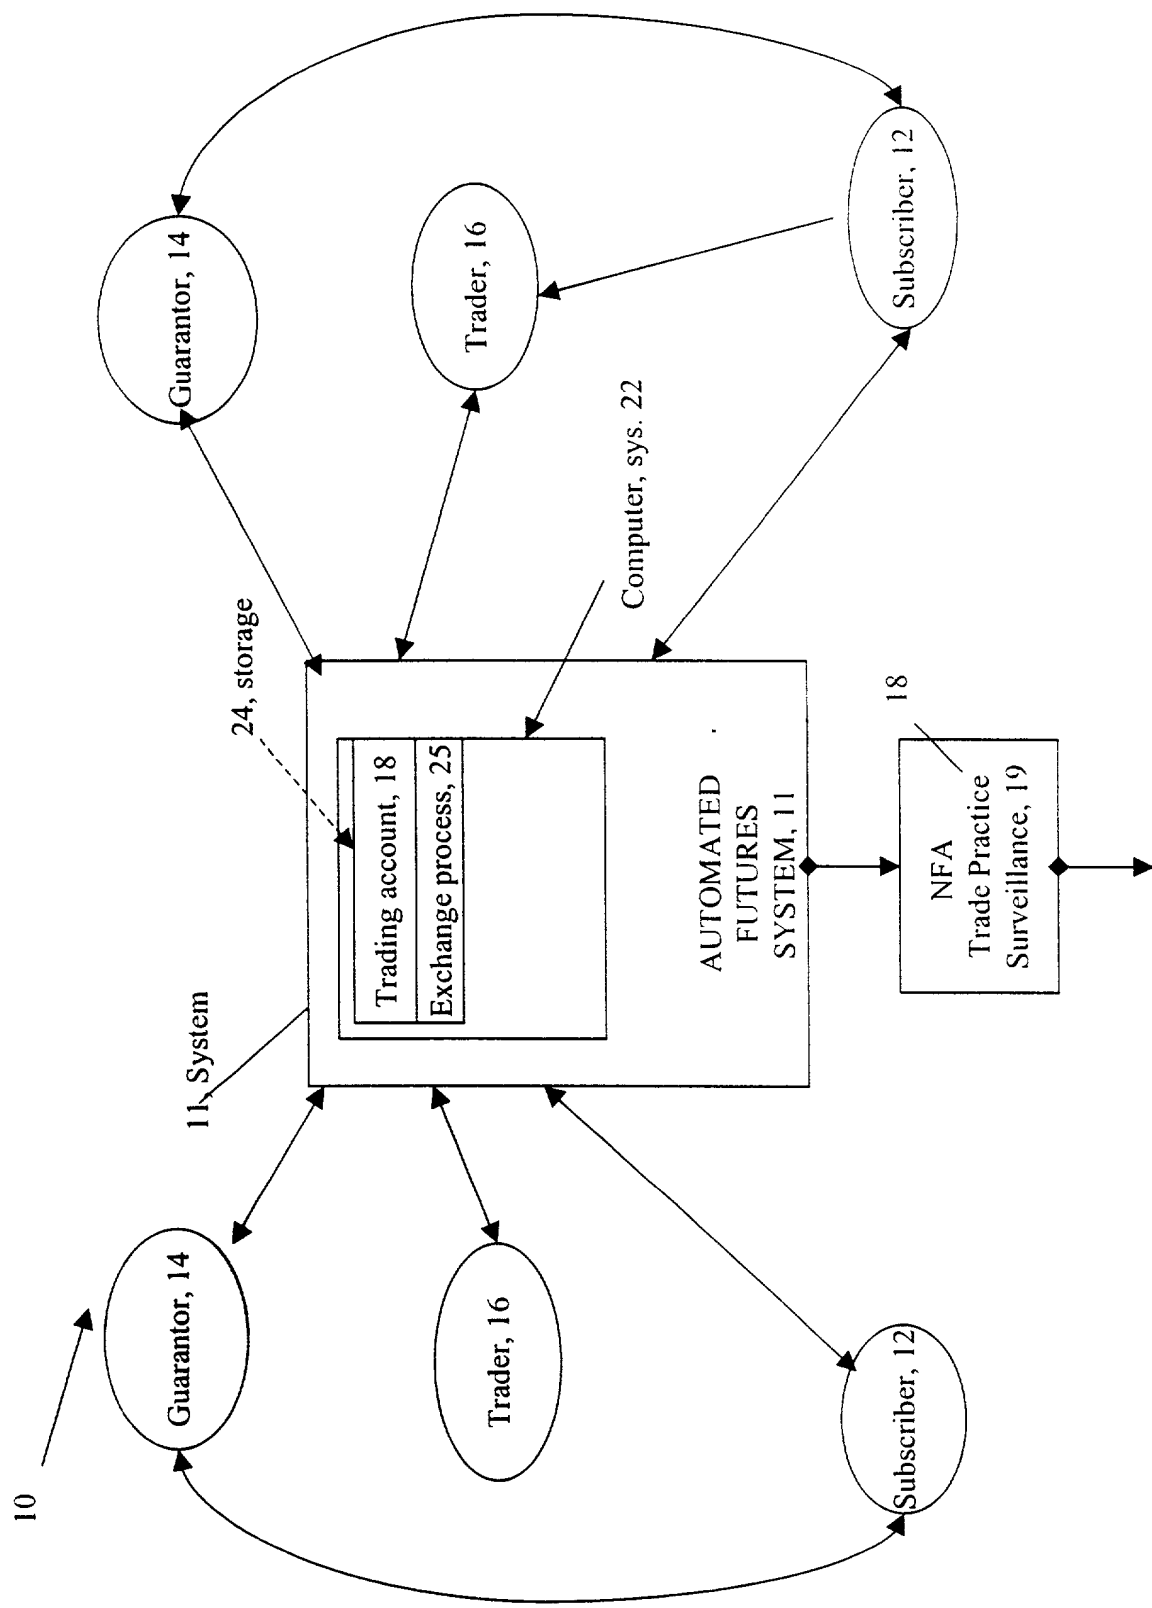 10
Guarantor, 14
Trader, 16
Subscriber, 12
11, System
24, storage
Trading account, 18
Exchange process, 25
Computer, sys. 22
AUTOMATED
FUTURES
SYSTEM, 11
NFA
Trade Practice
Surveillance, 19
18
Guarantor, 14
Trader, 16
Subscriber, 12